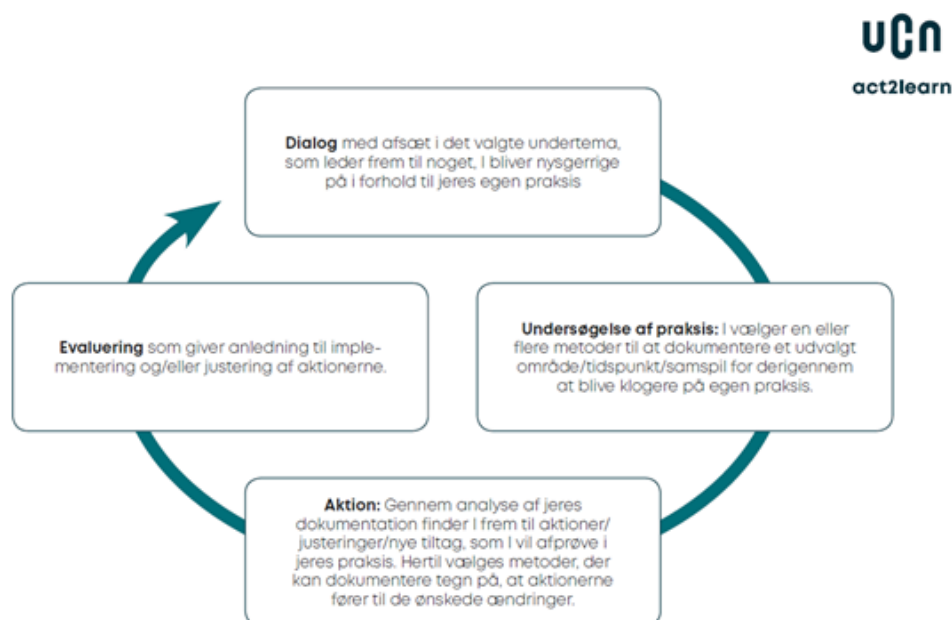 ucn
act2learn
Dialog med afsæt i det valgte undertema,
som leder frem til noget, I bliver nysgerrige
på i forhold til jeres egen praksis
Evaluering som giver anledning til imple-
mentering og/eller justering af aktionerne.
Undersøgelse af praksis: I vælger en eller
flere metoder til at dokumentere et udvalgt
område/tidspunkt/samspil for derigennem
at blive klogere på egen praksis.
Aktion: Gennem analyse af jeres
dokumentation finder I frem til aktioner/
justeringer/nye tiltag, som I vil afprøve i
jeres praksis. Hertil vælges metoder, der
kan dokumentere tegn på, at aktionerne
fører til de ønskede ændringer.